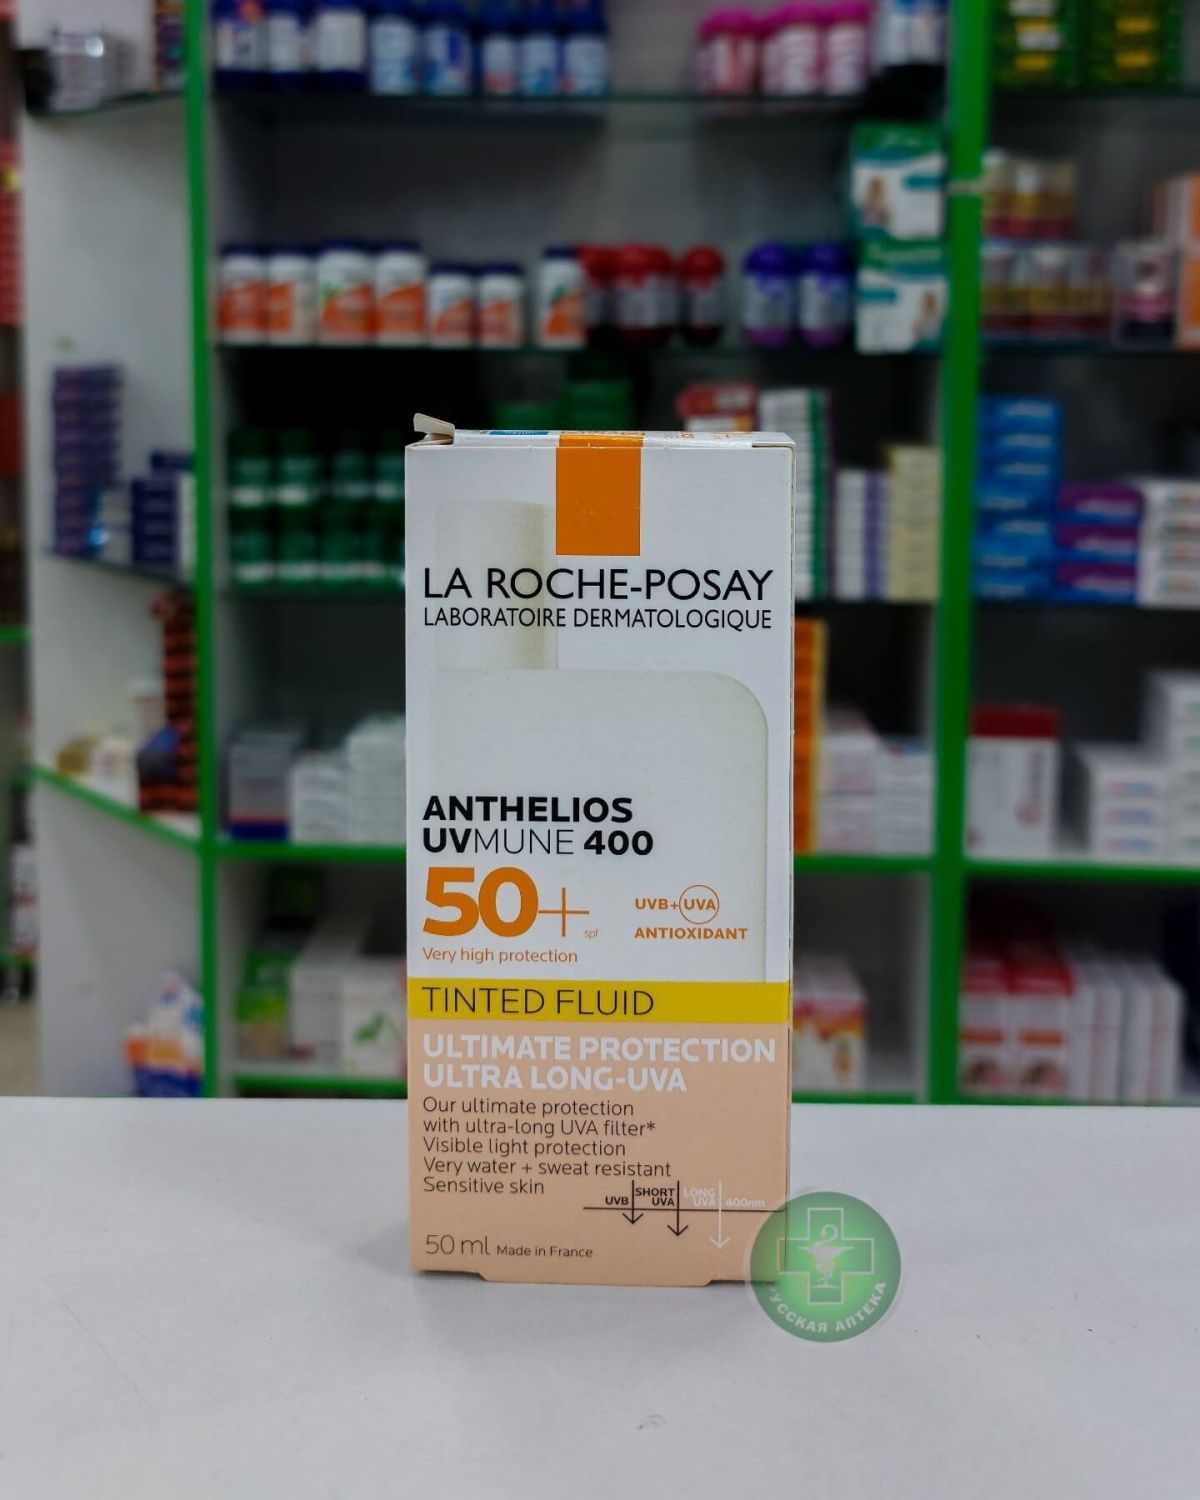 LA ROCHE-POSAY
LABORATOIRE DERMATOLOGIQUE
ANTHELIOS
UVMUNE 400
50+ spf
UVB+UVA
ANTIOXIDANT
Very high protection
TINTED FLUID
ULTIMATE PROTECTION
ULTRA LONG-UVA
Our ultimate protection
with ultra-long UVA filter*
Visible light protection
Very water + sweat resistant
Sensitive skin
UVB SHORT UVA LONG UVA 400nm
50 ml Made in France
РУССКАЯ АПТЕКА